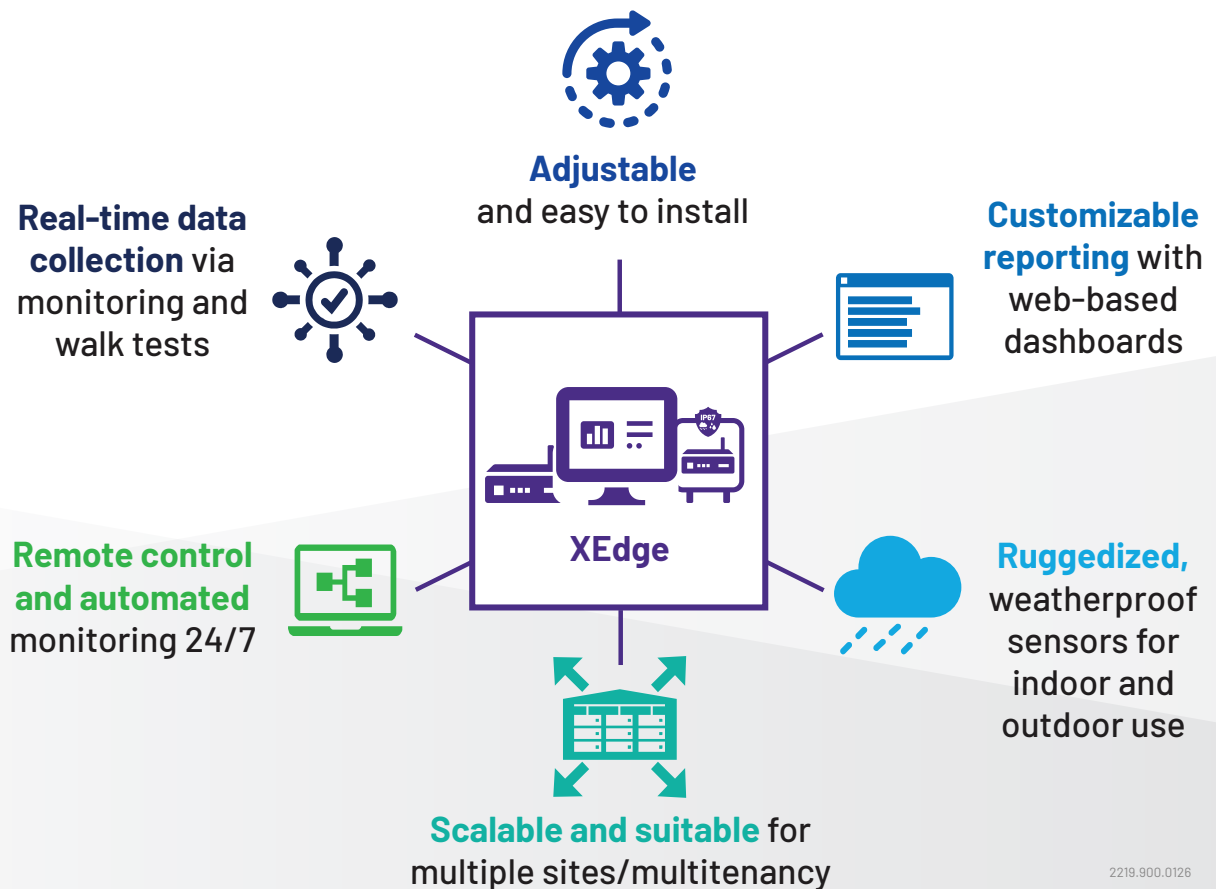 Adjustable
and easy to install
Real-time data
collection via
monitoring and
walk tests
Customizable
reporting with
web-based
dashboards
IP67
XEdge
Remote control
and automated
monitoring 24/7
Ruggedized,
weatherproof
sensors for
indoor and
outdoor use
Scalable and suitable for
multiple sites/multitenancy
2219.900.0126